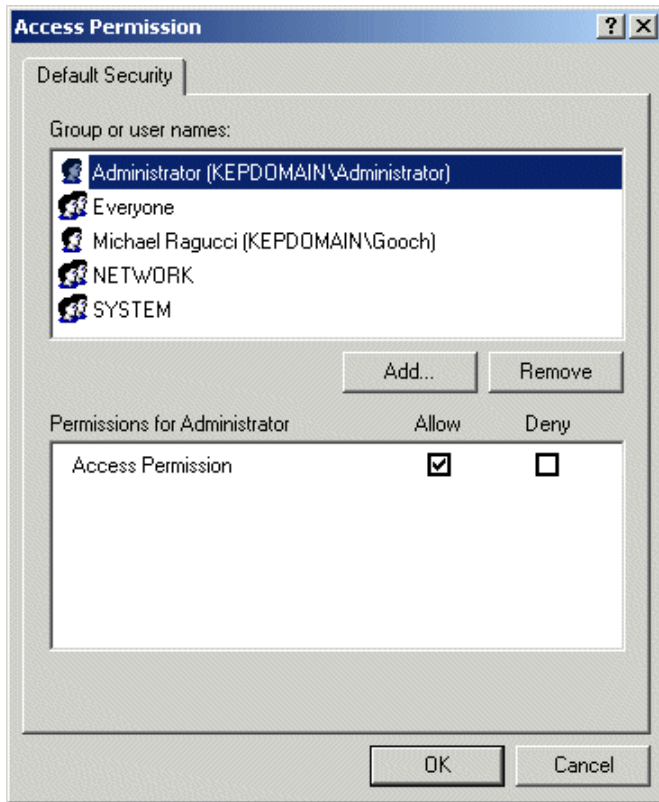 Access Permission
Default Security
Group or user names:
Administrator (KEPDOMAIN\Administrator)
Everyone
Michael Ragucci (KEPDOMAIN\Gooch)
NETWORK
SYSTEM
Add... Remove
Permissions for Administrator Allow Deny
Access Permission
OK Cancel